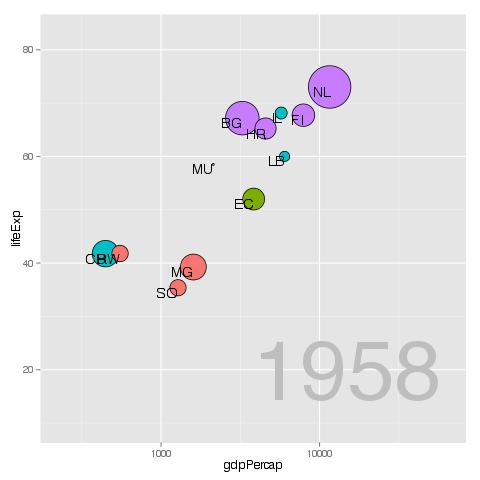 80
NL
IL
FI
BG
HR
60
LB
MU
EC
lifeExp
40
BW
MG
SO
20
1958
1000
10000
gdpPercap